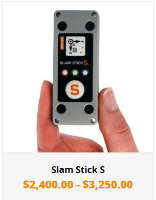 SLAM STICK S
S
Slam Stick S
$2,400.00 - $3,250.00